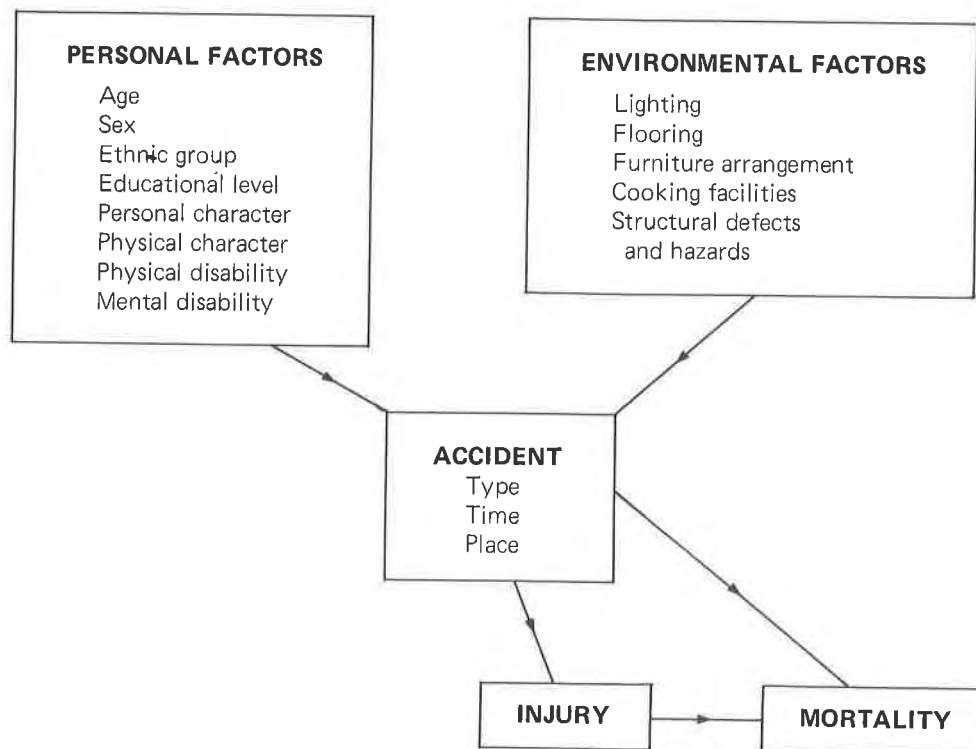 PERSONAL FACTORS
Age
Sex
Ethnic group
Educational level
Personal character
Physical character
Physical disability
Mental disability
ENVIRONMENTAL FACTORS
Lighting
Flooring
Furniture arrangement
Cooking facilities
Structural defects
and hazards
ACCIDENT
Type
Time
Place
INJURY
MORTALITY